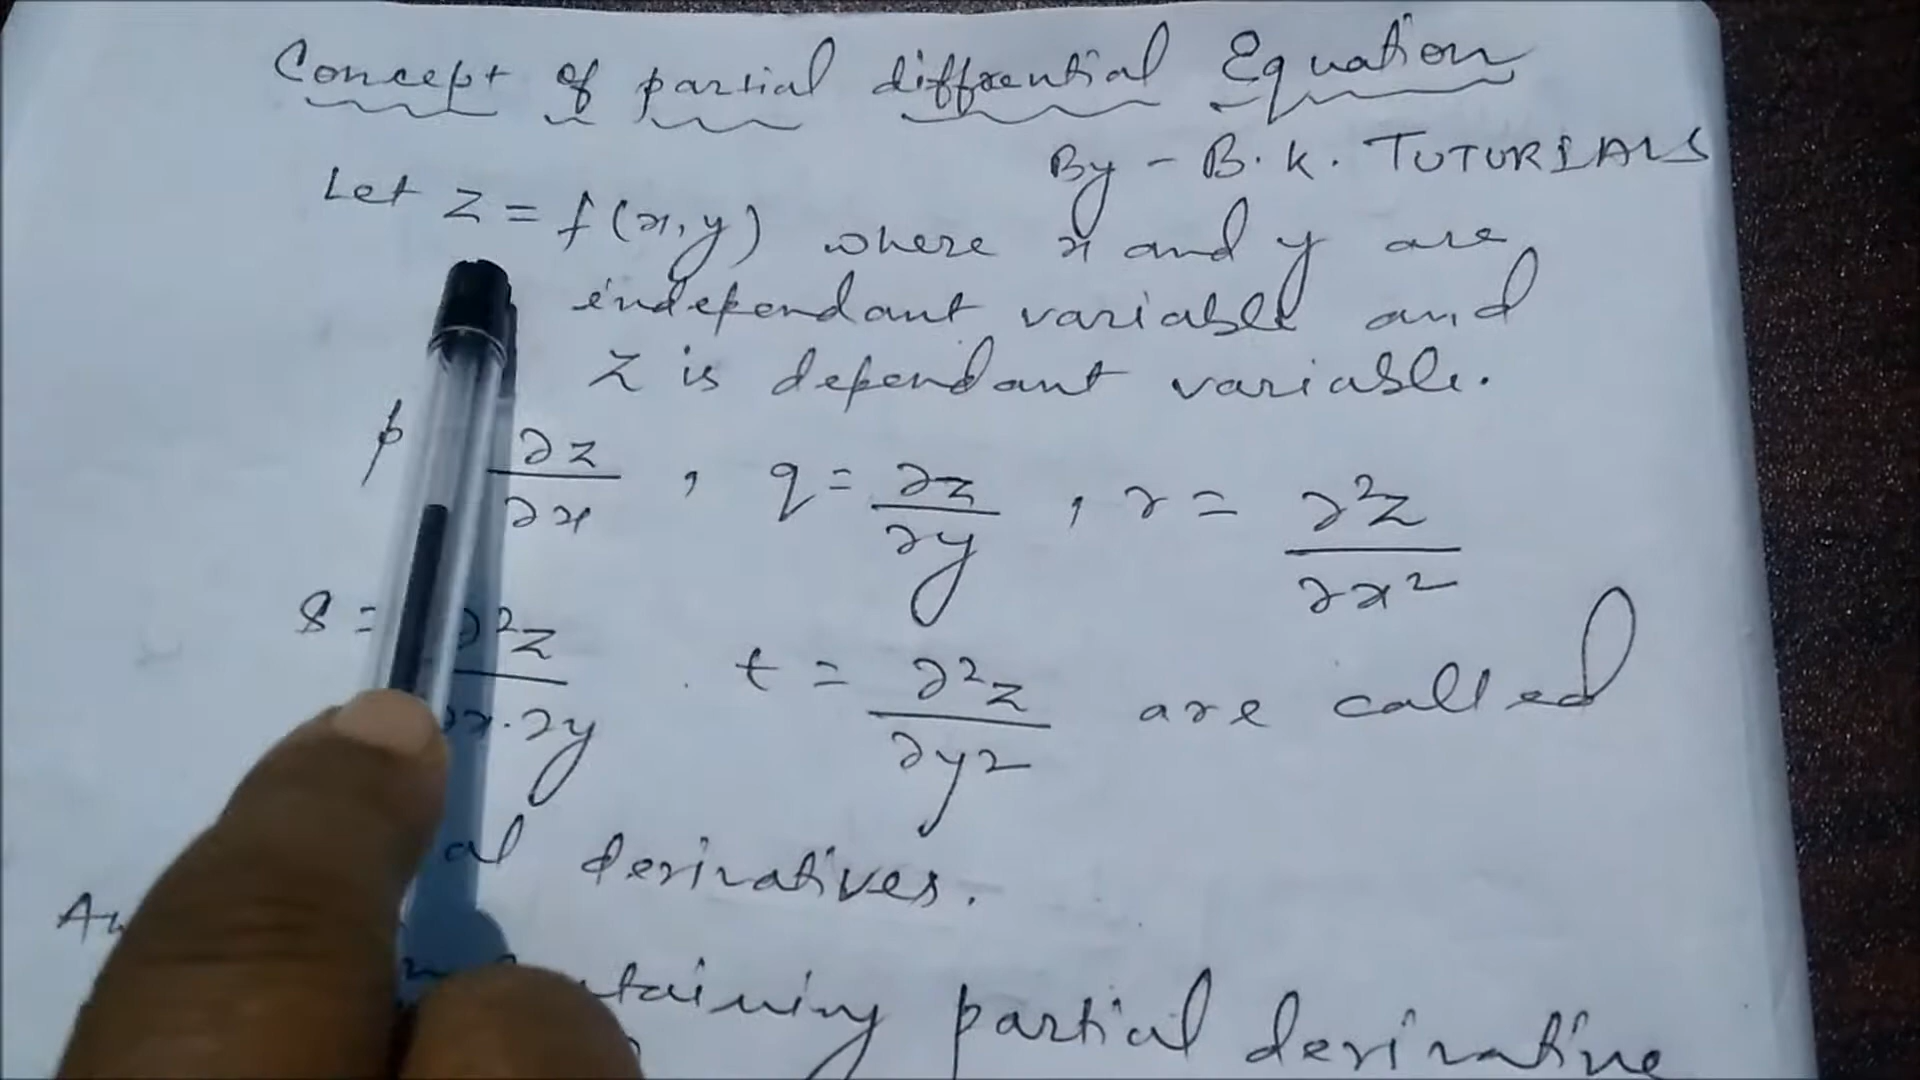 Concept of partial diffrential Equation
By - B.K. TUTORIALS
Let z = f(x,y) where x and y are
independant variable and
z is dependant variable.
p ∂z/∂x , q = ∂z/∂y , r = ∂²z/∂x²
s = ∂²z/∂x.∂y t = ∂²z/∂y² are called
al derivatives.
taining partial derivative